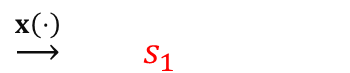 x(·)
⟶ s₁